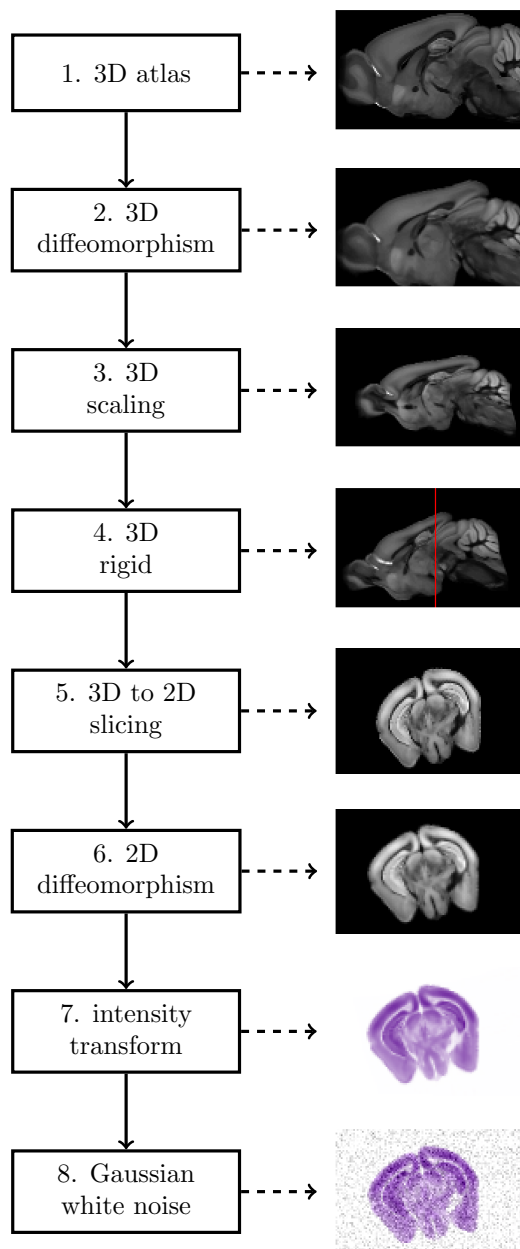 1. 3D atlas
2. 3D
diffeomorphism
3. 3D
scaling
4. 3D
rigid
5. 3D to 2D
slicing
6. 2D
diffeomorphism
7. intensity
transform
8. Gaussian
white noise